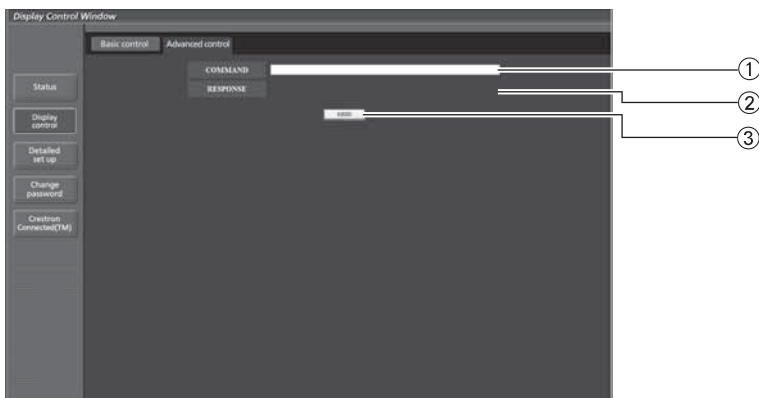 Display Control Window
Basic control Advanced control
COMMAND
RESPONSE
Status
Display
control
Detailed
set up
Change
password
Crestron
Connected(TM)
①
②
③